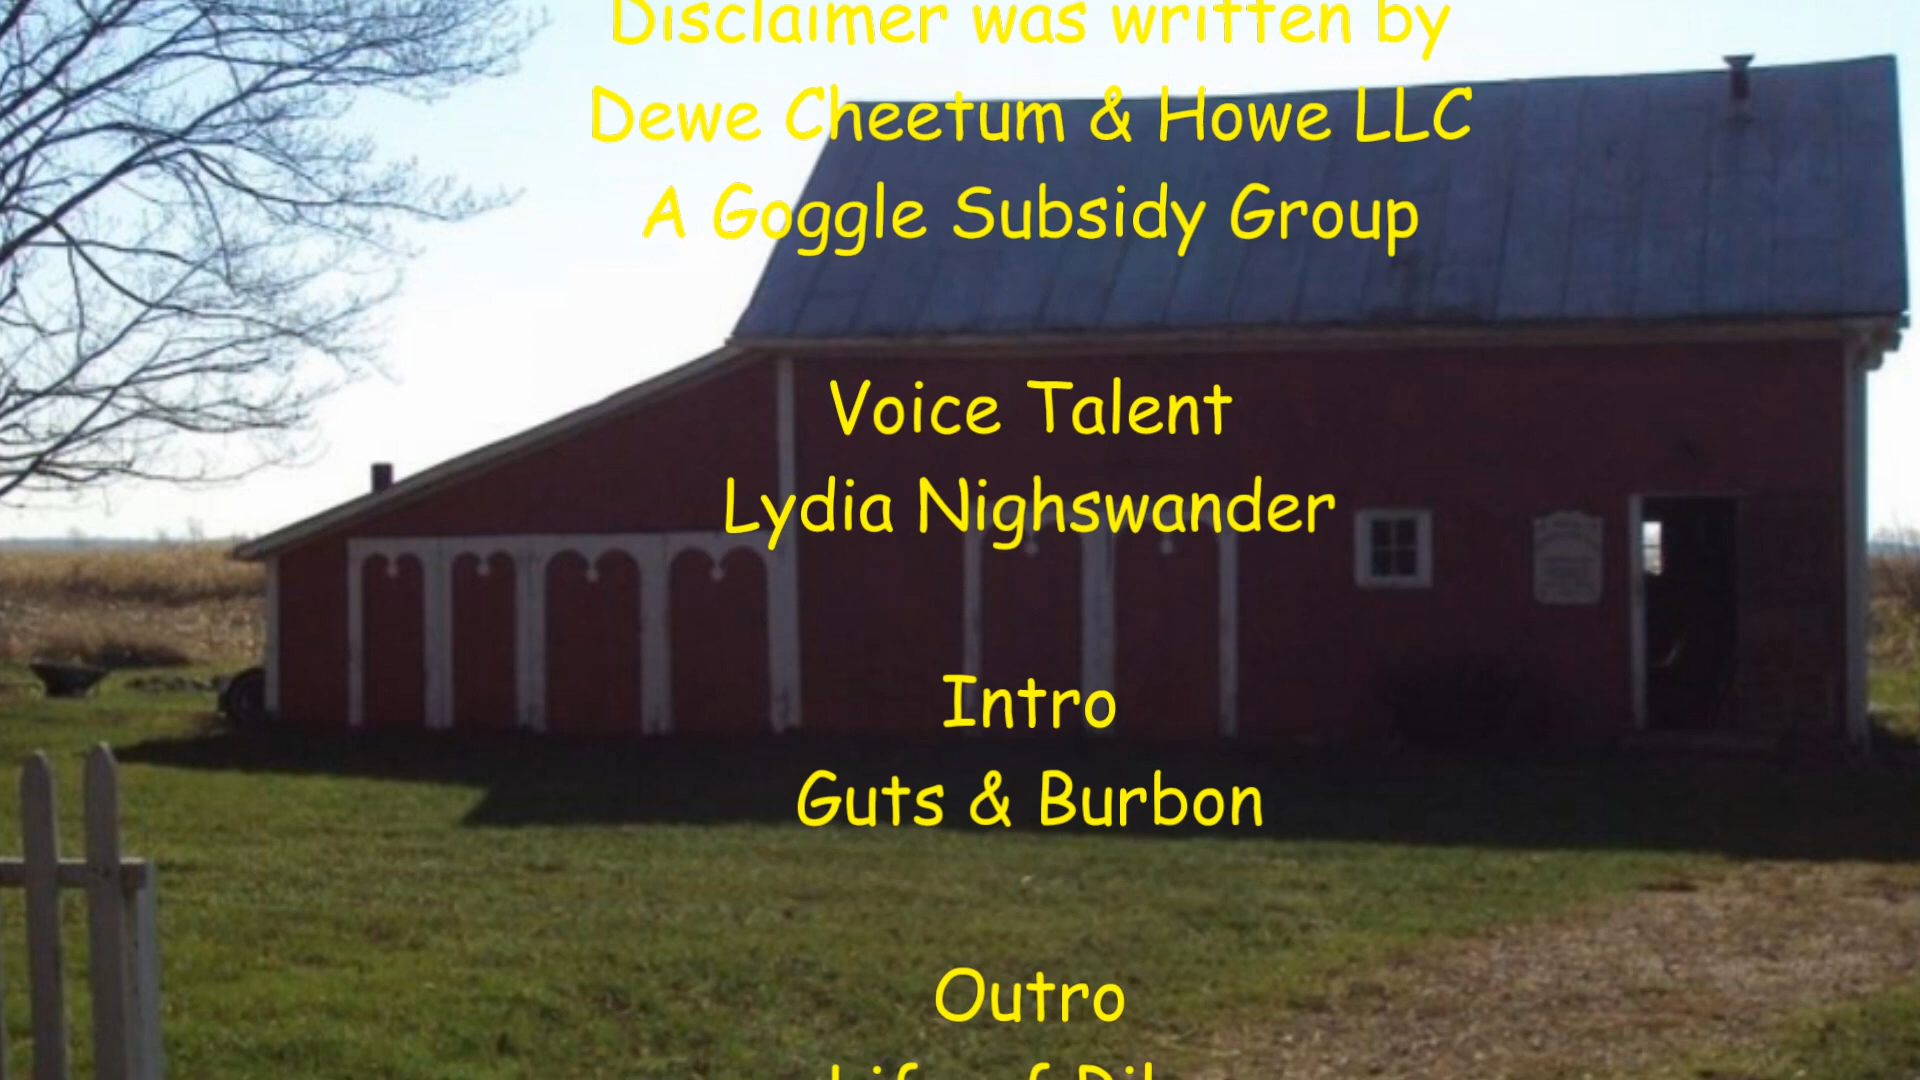 Disclaimer was written by
Dewe Cheetum & Howe LLC
A Goggle Subsidy Group
Voice Talent
Lydia Nighswander
Intro
Guts & Burbon
Outro